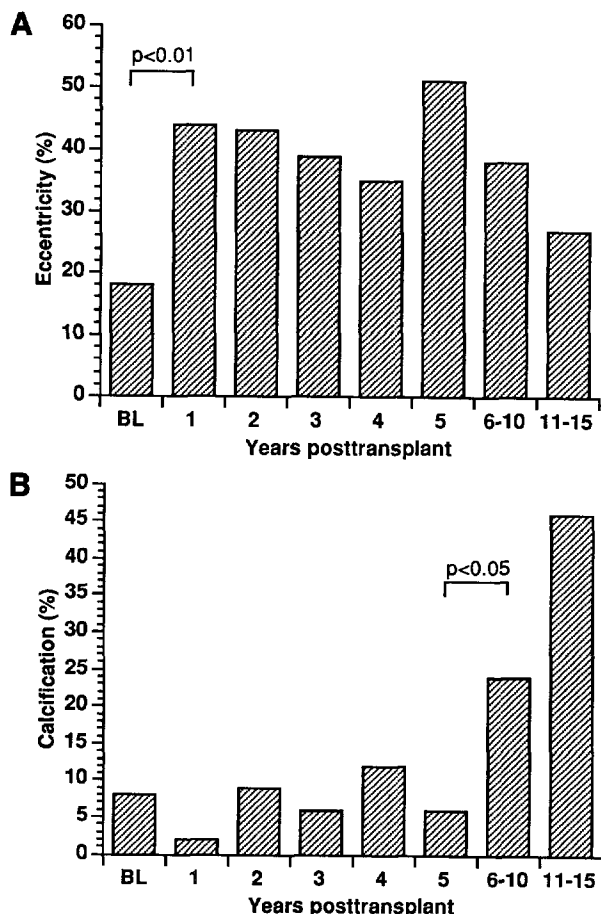 A
60
p<0.01
50
40
30
20
10
0
Eccentricity (%)
BL 1 2 3 4 5 6-10 11-15
Years posttransplant
B
50
45
40
p<0.05
35
30
25
20
15
10
5
0
Calcification (%)
BL 1 2 3 4 5 6-10 11-15
Years posttransplant